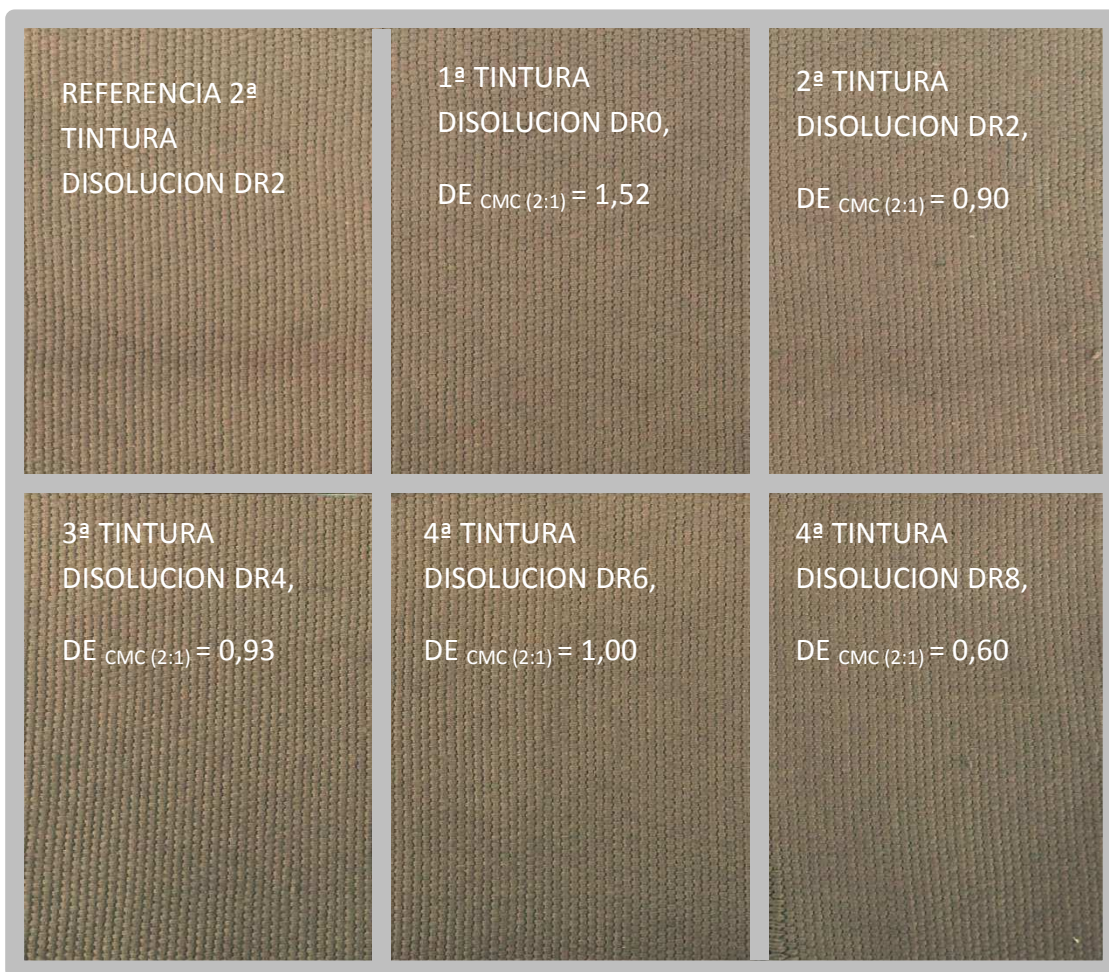 REFERENCIA 2ª
TINTURA
DISOLUCION DR2
1ª TINTURA
DISOLUCION DR0,
DE CMC (2:1) = 1,52
2ª TINTURA
DISOLUCION DR2,
DE CMC (2:1) = 0,90
3ª TINTURA
DISOLUCION DR4,
DE CMC (2:1) = 0,93
4ª TINTURA
DISOLUCION DR6,
DE CMC (2:1) = 1,00
4ª TINTURA
DISOLUCION DR8,
DE CMC (2:1) = 0,60